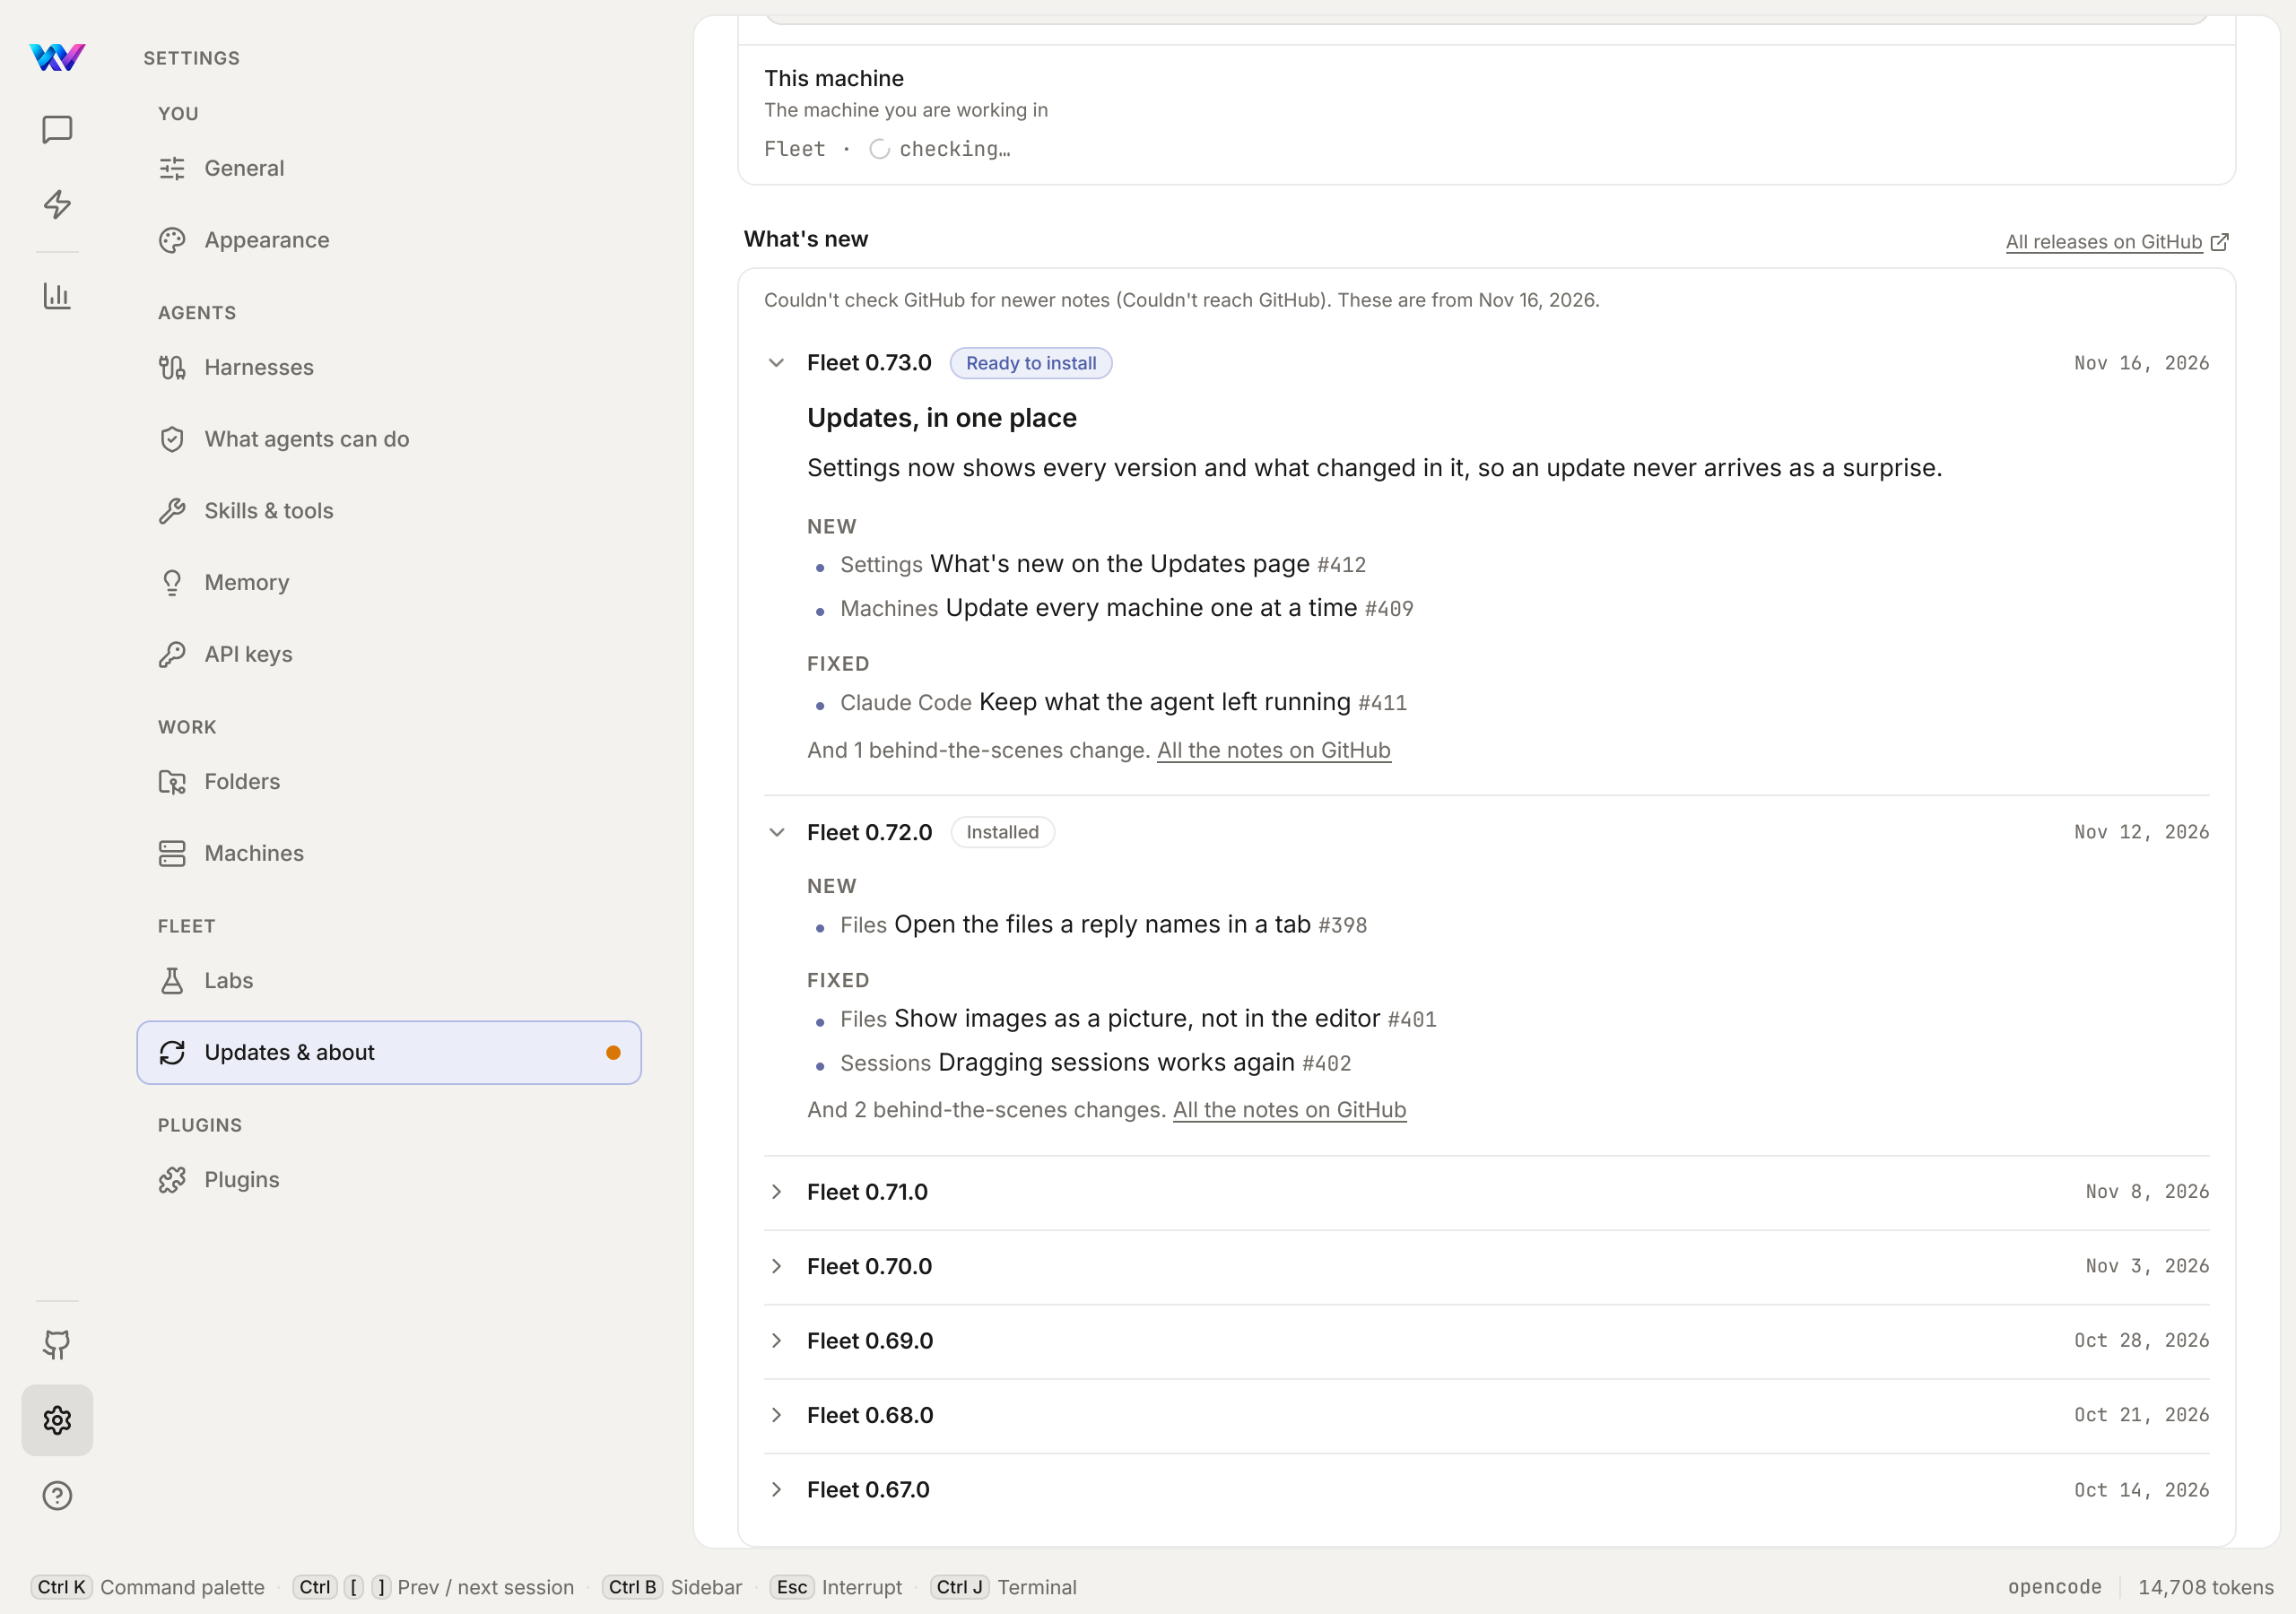 SETTINGS
YOU
General
Appearance
AGENTS
Harnesses
What agents can do
Skills & tools
Memory
API keys
WORK
Folders
Machines
FLEET
Labs
Updates & about
PLUGINS
Plugins
This machine
The machine you are working in
Fleet · checking…
What's new
All releases on GitHub
Couldn't check GitHub for newer notes (Couldn't reach GitHub). These are from Nov 16, 2026.
Fleet 0.73.0 Ready to install Nov 16, 2026
Updates, in one place
Settings now shows every version and what changed in it, so an update never arrives as a surprise.
NEW
Settings What's new on the Updates page #412
Machines Update every machine one at a time #409
FIXED
Claude Code Keep what the agent left running #411
And 1 behind-the-scenes change. All the notes on GitHub
Fleet 0.72.0 Installed Nov 12, 2026
NEW
Files Open the files a reply names in a tab #398
FIXED
Files Show images as a picture, not in the editor #401
Sessions Dragging sessions works again #402
And 2 behind-the-scenes changes. All the notes on GitHub
Fleet 0.71.0 Nov 8, 2026
Fleet 0.70.0 Nov 3, 2026
Fleet 0.69.0 Oct 28, 2026
Fleet 0.68.0 Oct 21, 2026
Fleet 0.67.0 Oct 14, 2026
Ctrl K Command palette · Ctrl [ ] Prev / next session · Ctrl B Sidebar · Esc Interrupt · Ctrl J Terminal
opencode 14,708 tokens